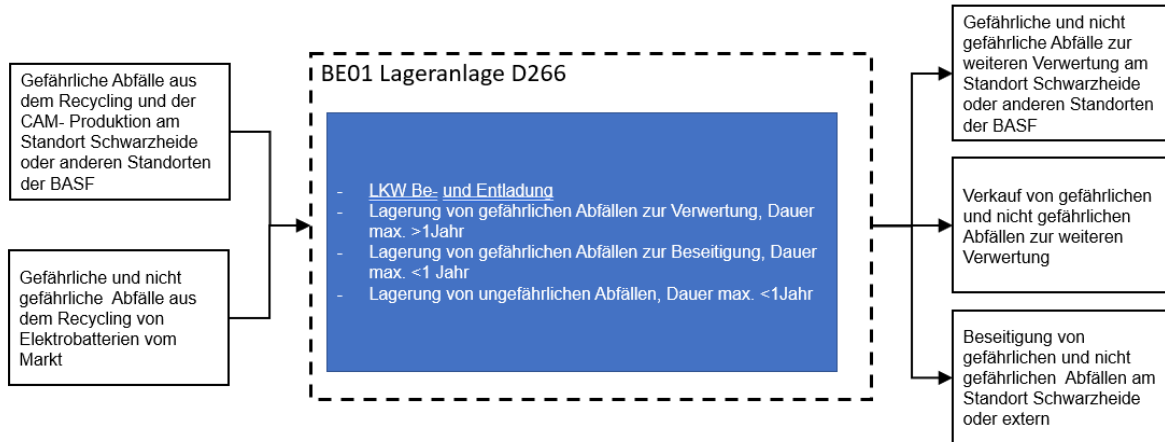 Gefährliche Abfälle aus
dem Recycling und der
CAM- Produktion am
Standort Schwarzheide
oder anderen Standorten
der BASF
Gefährliche und nicht
gefährliche Abfälle aus
dem Recycling von
Elektrobatterien vom
Markt
BE01 Lageranlage D266
- LKW Be- und Entladung
- Lagerung von gefährlichen Abfällen zur Verwertung, Dauer
max. >1Jahr
- Lagerung von gefährlichen Abfällen zur Beseitigung, Dauer
max. <1 Jahr
- Lagerung von ungefährlichen Abfällen, Dauer max. <1Jahr
Gefährliche und nicht
gefährliche Abfälle zur
weiteren Verwertung am
Standort Schwarzheide
oder anderen Standorten
der BASF
Verkauf von gefährlichen
und nicht gefährlichen
Abfällen zur weiteren
Verwertung
Beseitigung von
gefährlichen und nicht
gefährlichen Abfällen am
Standort Schwarzheide
oder extern